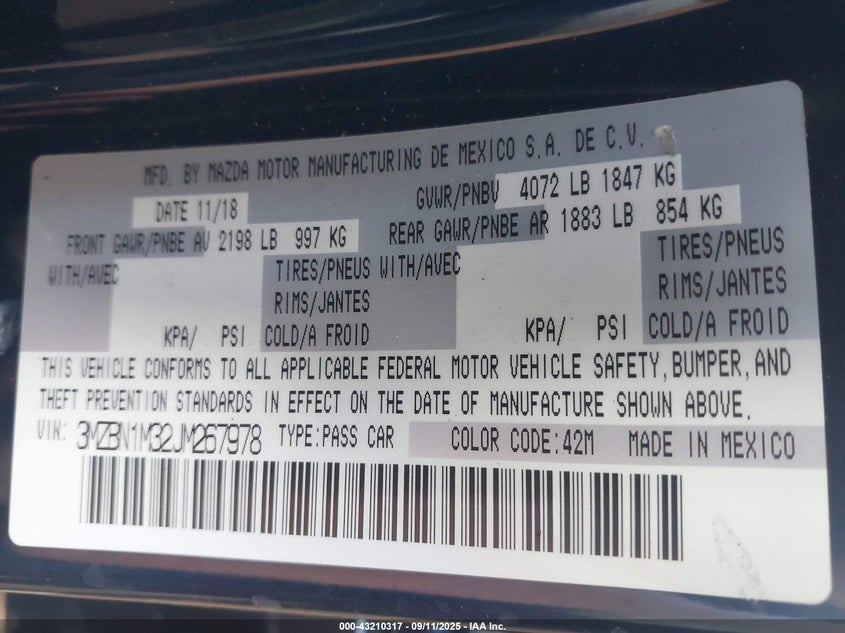 MFD. BY MAZDA MOTOR MANUFACTURING DE MEXICO S.A. DE C.V.
DATE 11/18 GVWR/PNBV 4072 LB 1847 KG
FRONT GAWR/PNBE AV 2198 LB 997 KG REAR GAWR/PNBE AR 1883 LB 854 KG
WITH/AVEC TIRES/PNEUS WITH/AVEC TIRES/PNEUS
RIMS/JANTES RIMS/JANTES
KPA/ PSI COLD/A FROID KPA/ PSI COLD/A FROID
THIS VEHICLE CONFORMS TO ALL APPLICABLE FEDERAL MOTOR VEHICLE SAFETY, BUMPER, AND
THEFT PREVENTION STANDARDS IN EFFECT ON THE DATE OF MANUFACTURE SHOWN ABOVE.
VIN: 3MZBN1M32JM267978 TYPE:PASS CAR COLOR CODE:42M MADE IN MEXICO
000-43210317 - 09/11/2025 - IAA Inc.